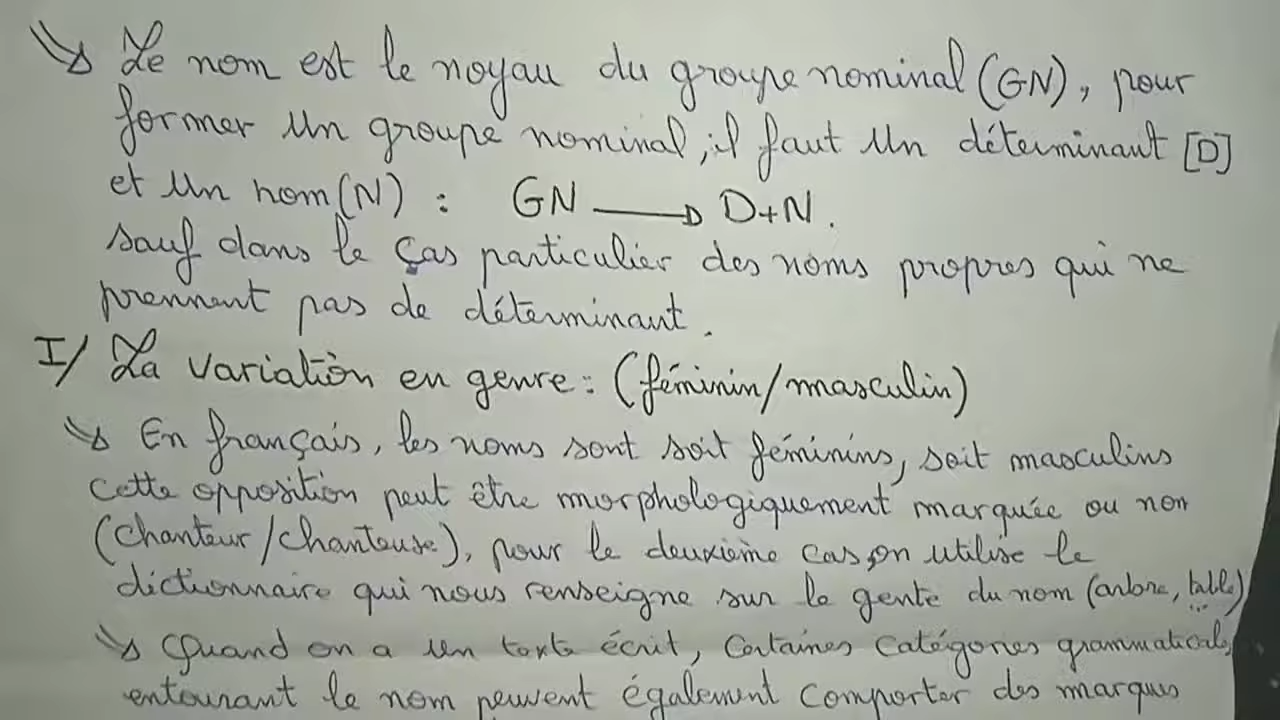 ↘ Le nom est le noyau du groupe nominal (GN), pour
former un groupe nominal, il faut un déterminant [D]
et un nom (N) : GN → D+N.
sauf dans le ças particulier des noms propres qui ne
prennent pas de déterminant.
I/ La variation en genre : (féminin/masculin)
↘ En français, les noms sont soit féminins, soit masculins
cette opposition peut être morphologiquement marquée ou non
(chanteur/chanteuse), pour le deuxième cas, on utilise le
dictionnaire qui nous renseigne sur le gente du nom (arbre, table)
...
↘ Quand on a un texte écrit, certaines catégories grammaticales
entourant le nom peuvent également comporter des marques